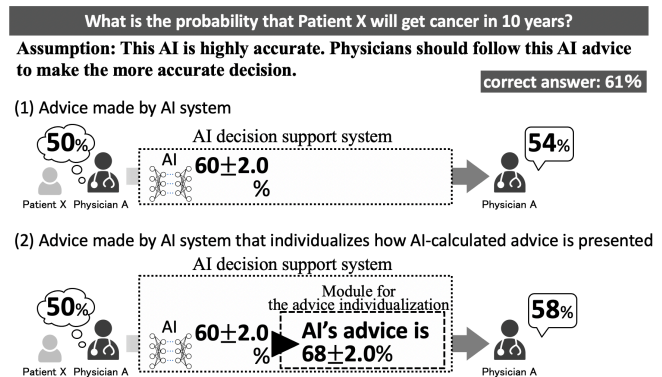 What is the probability that Patient X will get cancer in 10 years?
Assumption: This AI is highly accurate. Physicians should follow this AI advice
to make the more accurate decision.
correct answer: 61%
(1) Advice made by AI system
AI decision support system
50%
AI
60±2.0
%
54%
Patient X
Physician A
Physician A
(2) Advice made by AI system that individualizes how AI-calculated advice is presented
AI decision support system
Module for
the advice individualization
50%
AI
60±2.0
%
AI's advice is
68±2.0%
58%
Patient X
Physician A
Physician A